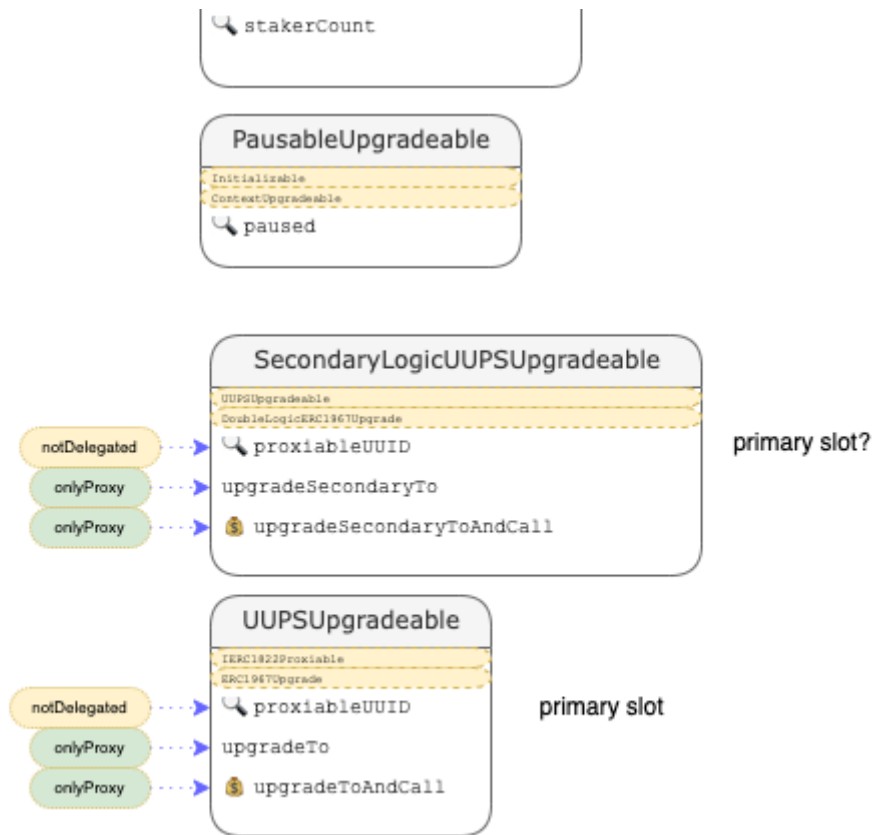 stakerCount
PausableUpgradeable
Initializable
ContextUpgradeable
paused
SecondaryLogicUUPSUpgradeable
UUPSUpgradeable
DoubleLogicERC1967Upgrade
notDelegated
proxiableUUID
primary slot?
onlyProxy
upgradeSecondaryTo
onlyProxy
upgradeSecondaryToAndCall
UUPSUpgradeable
IERC1822Proxiable
ERC1967Upgrade
notDelegated
proxiableUUID
primary slot
onlyProxy
upgradeTo
onlyProxy
upgradeToAndCall